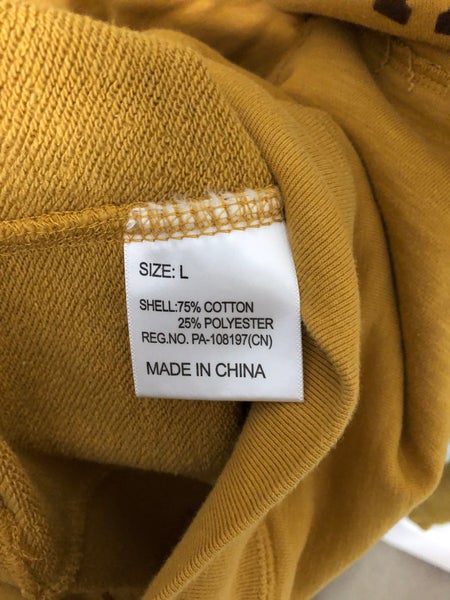 SIZE: L
SHELL:75% COTTON
25% POLYESTER
REG.NO. PA-108197(CN)
MADE IN CHINA